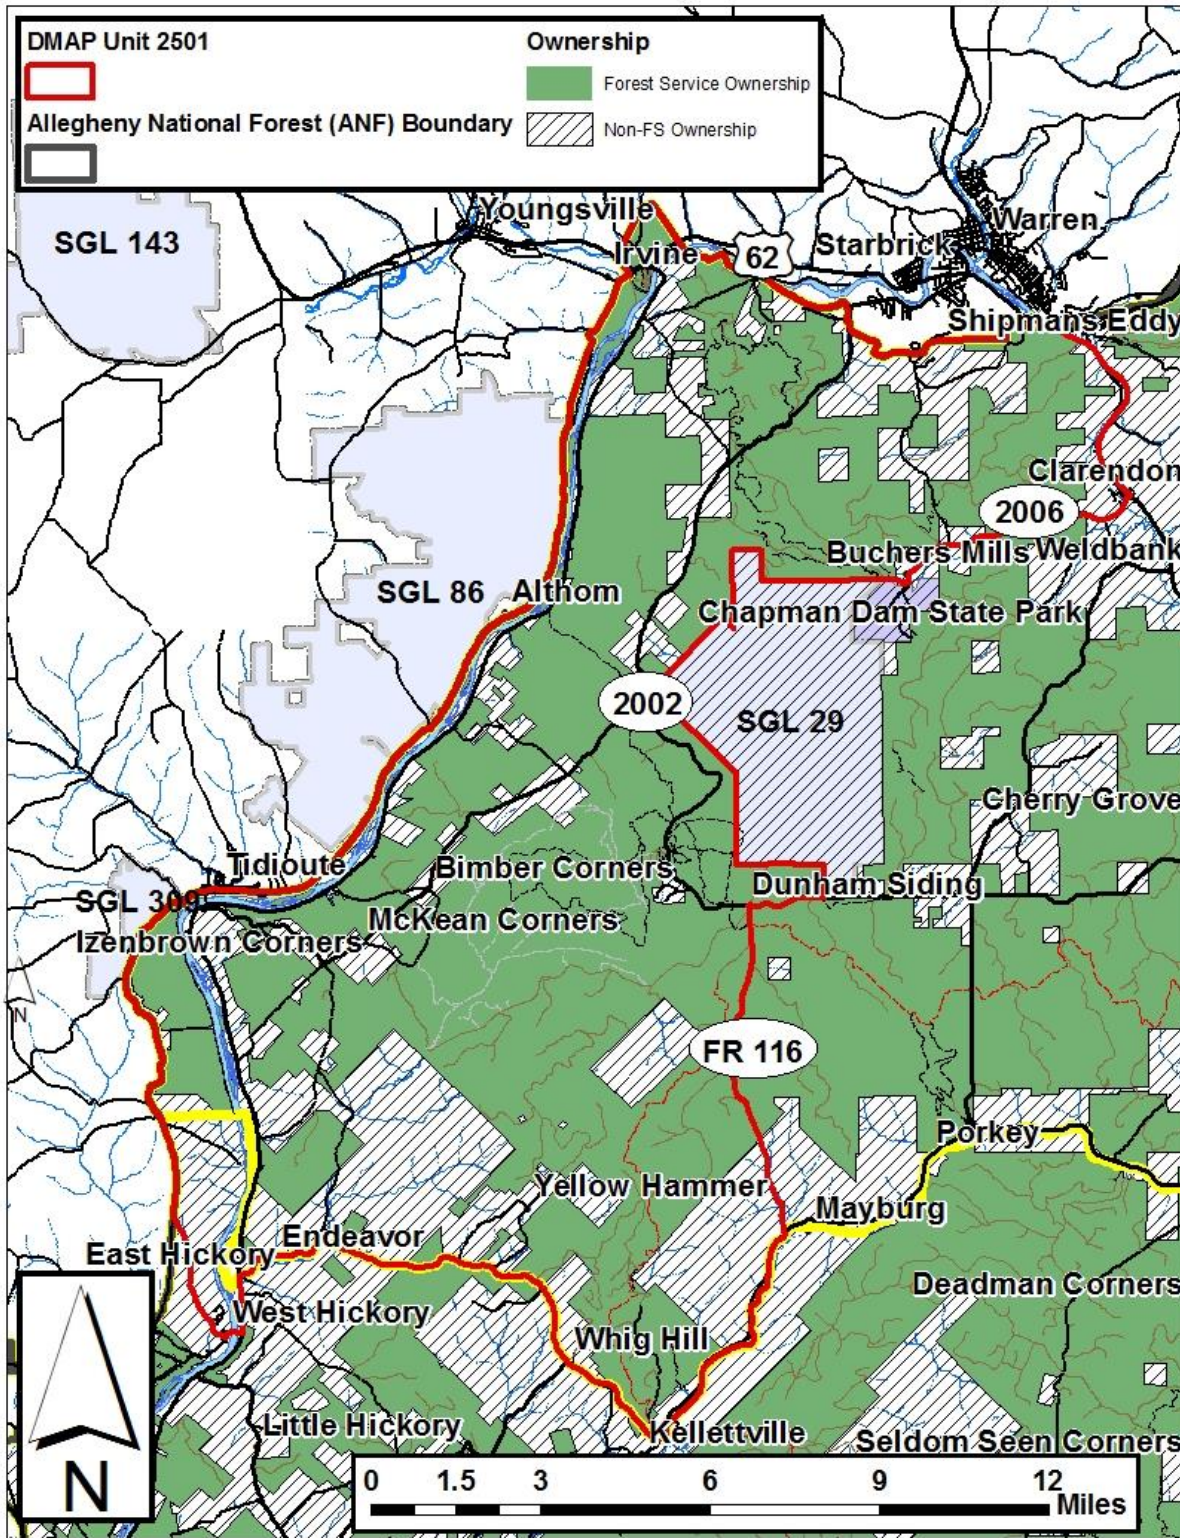 DMAP Unit 2501
Ownership
Forest Service Ownership
Allegheny National Forest (ANF) Boundary
Non-FS Ownership
Youngsville
Warren
SGL 143
Irvine
62
Starbrick
Shipmans Eddy
Clarendon
2006
Buchers Mills
Weldbank
SGL 86
Althom
Chapman Dam State Park
2002
SGL 29
Cherry Grove
Tidioute
Bimber Corners
Dunham Siding
SGL 309
McKean Corners
Izenbrown Corners
N
FR 116
Porkey
Yellow Hammer
Mayburg
Endeavor
East Hickory
Deadman Corners
West Hickory
Whig Hill
Little Hickory
Kellettville
Seldom Seen Corners
N
0 1.5 3 6 9 12
Miles